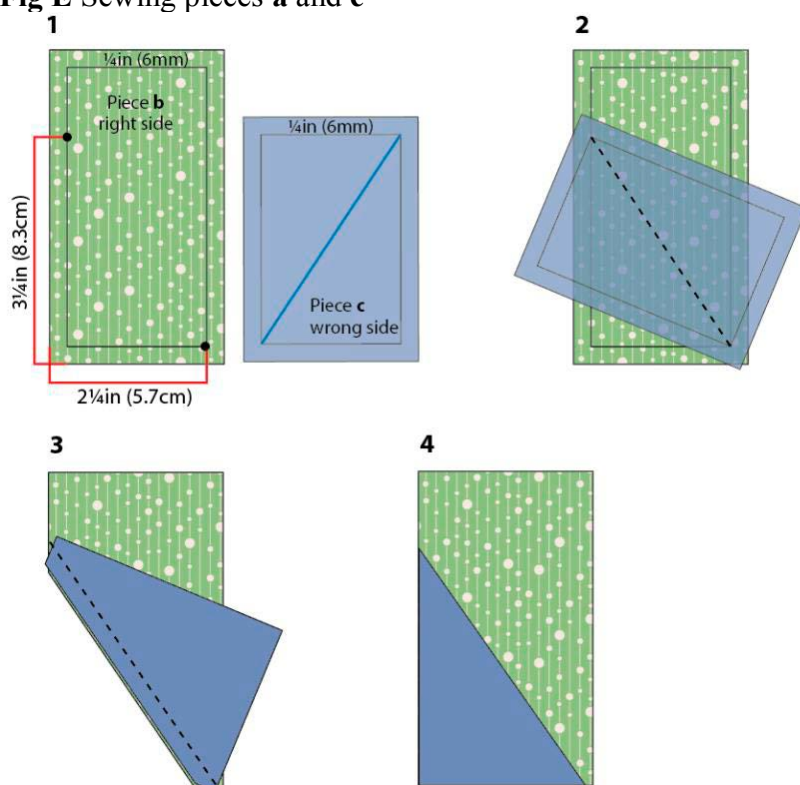 Fig E Sewing pieces a and c
1
2
¼in (6mm)
Piece b
right side
¼in (6mm)
3¼in (8.3cm)
Piece c
wrong side
2¼in (5.7cm)
3
4